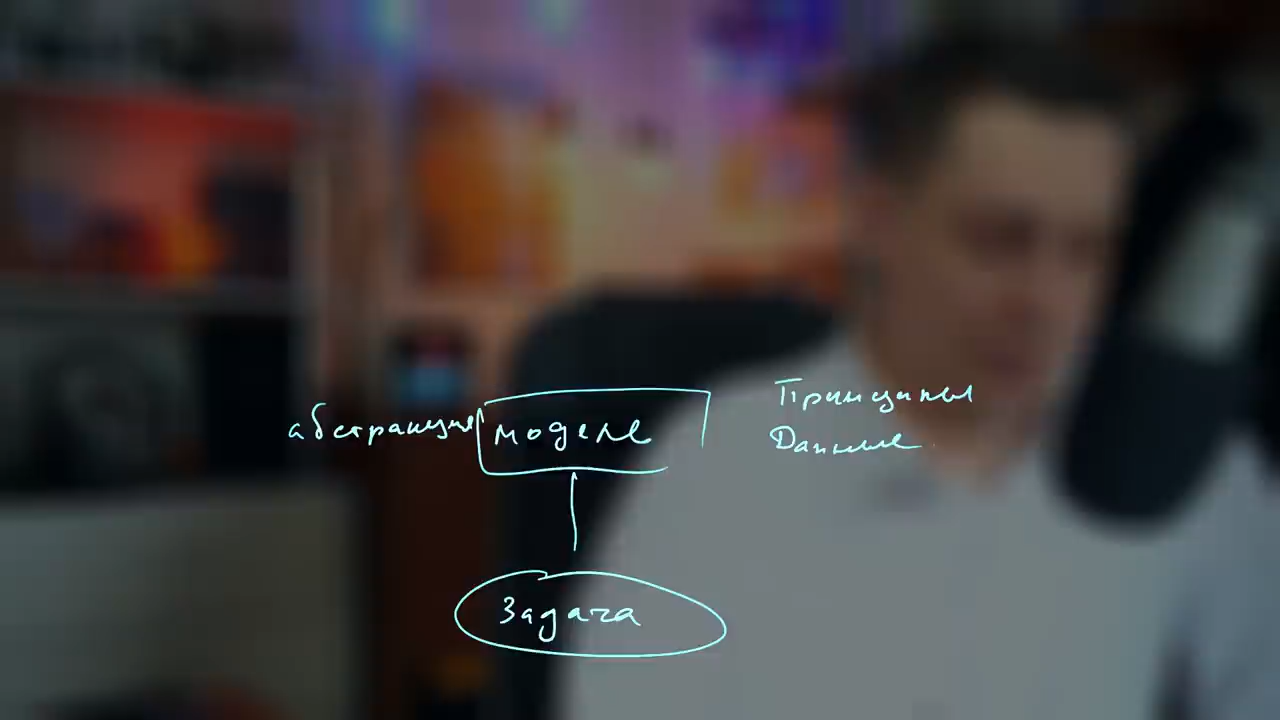 абстракция
модель
Принципы
Данные
Задача